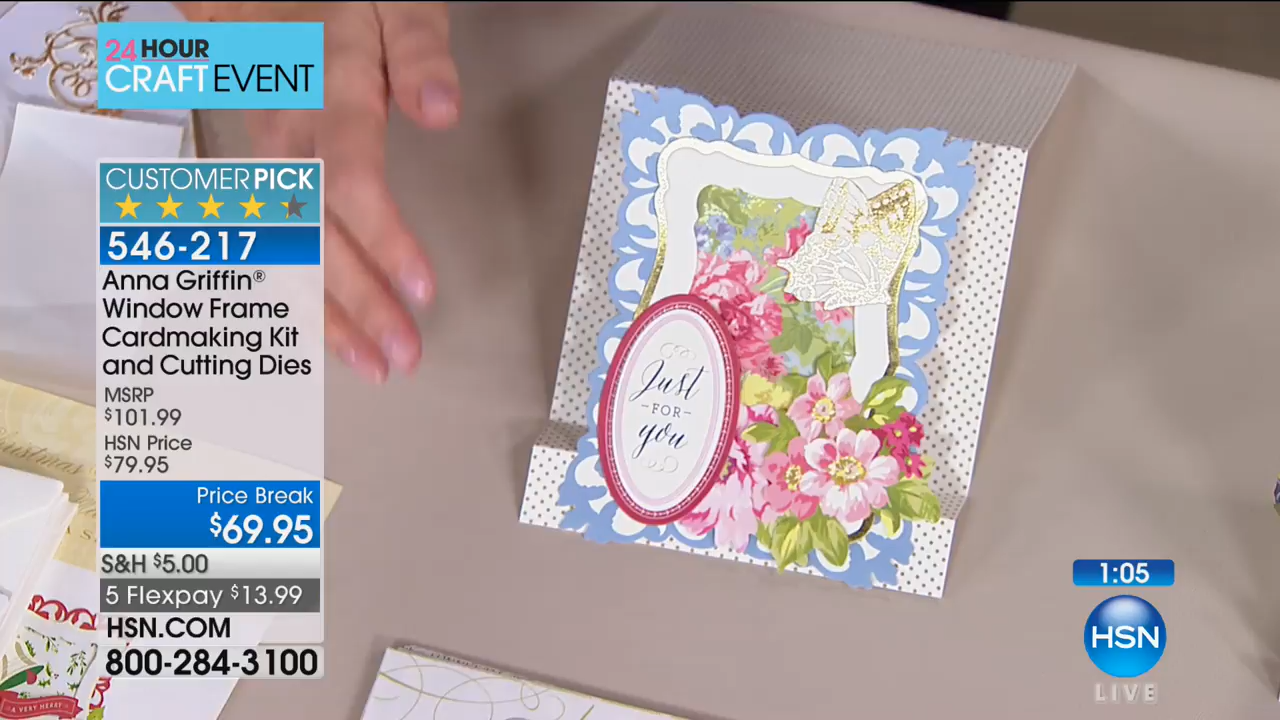 24 HOUR
CRAFT EVENT
CUSTOMER PICK
546-217
Anna Griffin®
Window Frame
Cardmaking Kit
and Cutting Dies
MSRP
$101.99
HSN Price
$79.95
Price Break
$69.95
S&H $5.00
5 Flexpay $13.99
HSN.COM
800-284-3100
Just
-FOR-
you
A VERY MERRY
1:05
HSN
LIVE